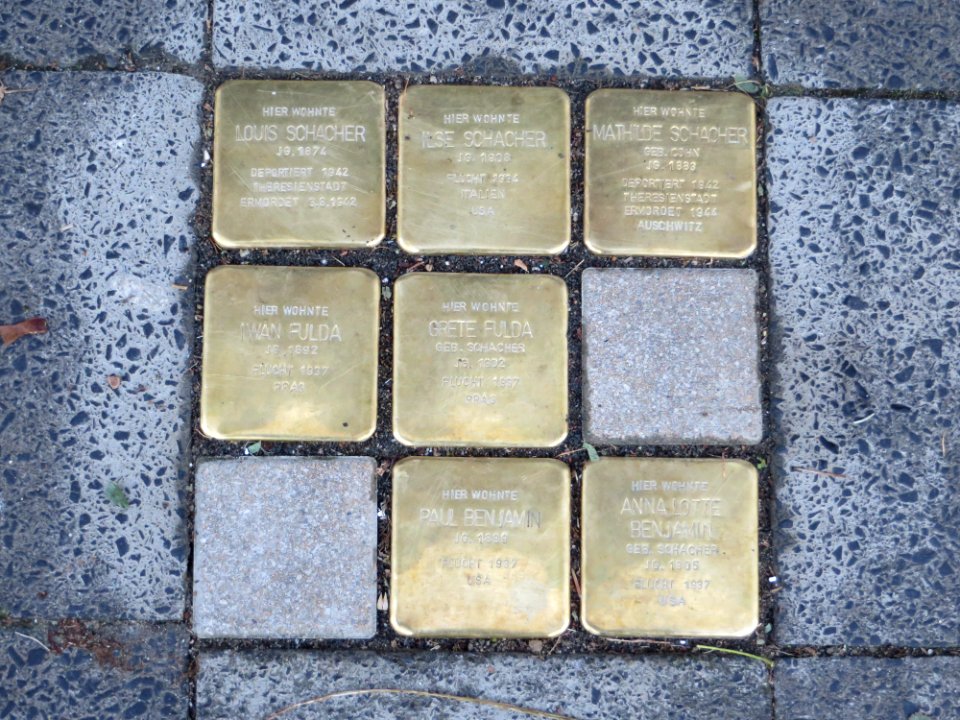 HIER WOHNTE
LOUIS SCHACHER
JG. 1874
DEPORTIERT 1942
THERESIENSTADT
ERMORDET 3.8.1942
HIER WOHNTE
ILSE SCHACHER
JG. 1908
FLUCHT 1934
ITALIEN
USA
HIER WOHNTE
MATHILDE SCHACHER
GEB. COHN
JG. 1883
DEPORTIERT 1942
THERESIENSTADT
ERMORDET 1944
AUSCHWITZ
HIER WOHNTE
IWAN FULDA
JG. 1892
FLUCHT 1937
PRAG
HIER WOHNTE
GRETE FULDA
GEB. SCHACHER
JG.
FLUCHT 1937
PRAG
HIER WOHNTE
PAUL BENJAMIN
JG. 1899
FLUCHT 1937
USA
HIER WOHNTE
ANNA LOTTE
BENJAMIN
GEB. SCHACHER
JG. 1905
FLUCHT 1937
USA